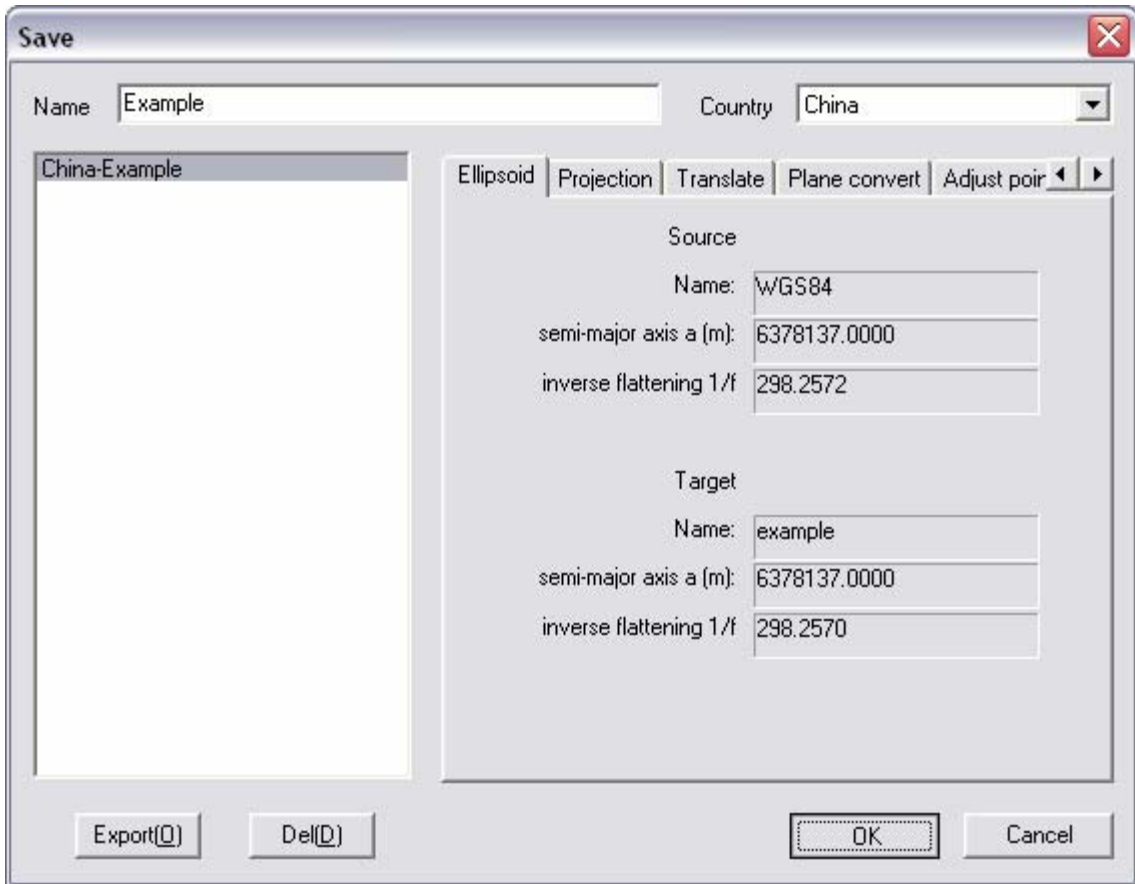 Save
Name Example Country China
China-Example
Ellipsoid Projection Translate Plane convert Adjust poin
Source
Name: WGS84
semi-major axis a (m): 6378137.0000
inverse flattening 1/f 298.2572
Target
Name: example
semi-major axis a (m): 6378137.0000
inverse flattening 1/f 298.2570
Export(O) Del(D) OK Cancel